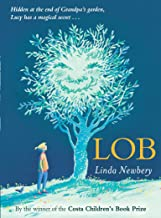 Hidden at the end of Grandpa's garden,
Lucy has a magical secret . . .
LOB
Linda Newbery
By the winner of the Costa Children's Book Prize